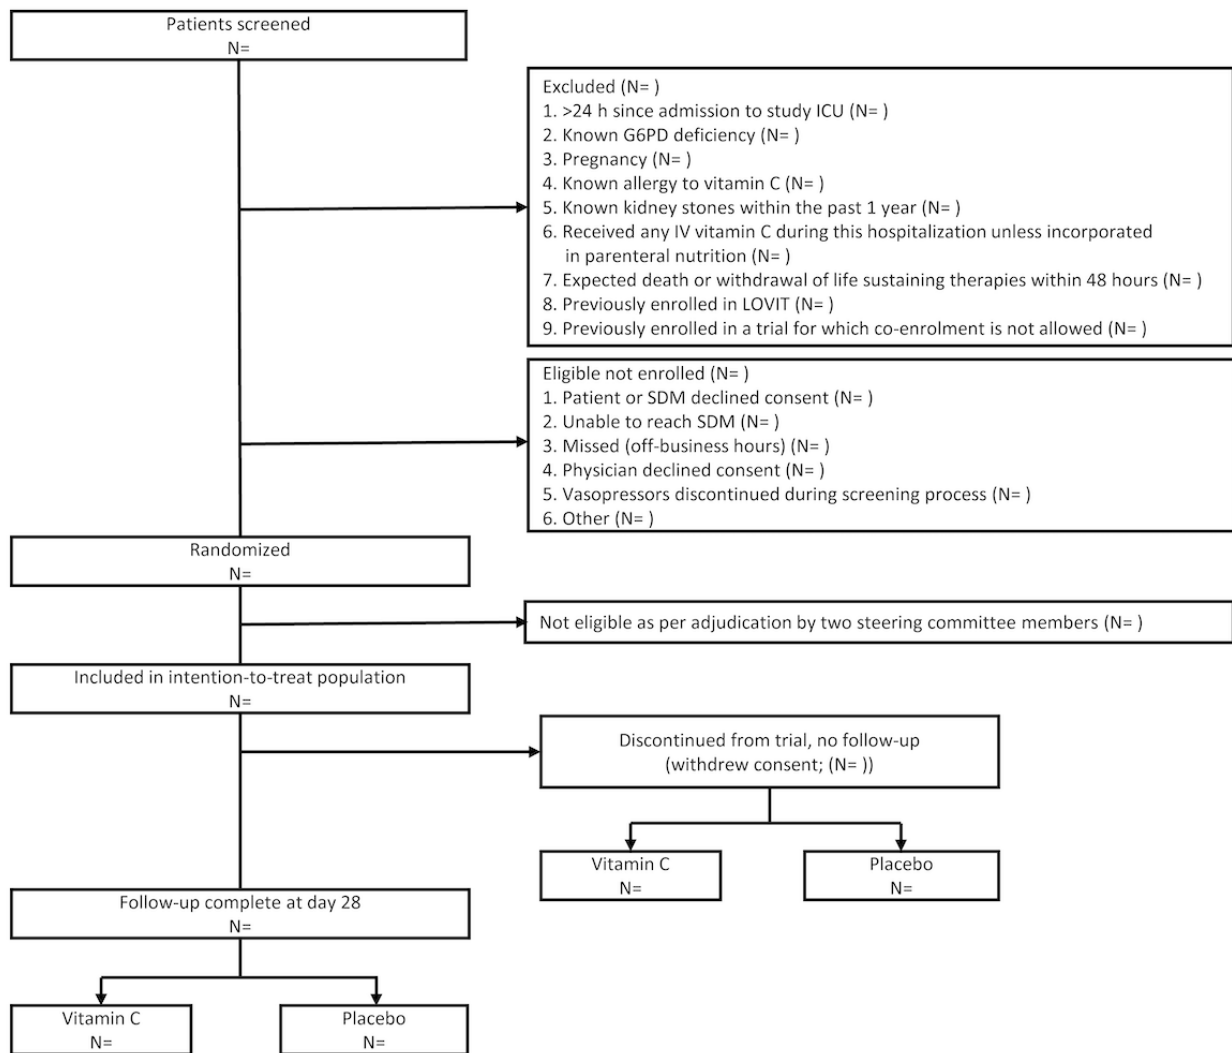 Patients screened
N=
Excluded (N= )
1. >24 h since admission to study ICU (N= )
2. Known G6PD deficiency (N= )
3. Pregnancy (N= )
4. Known allergy to vitamin C (N= )
5. Known kidney stones within the past 1 year (N= )
6. Received any IV vitamin C during this hospitalization unless incorporated
in parenteral nutrition (N= )
7. Expected death or withdrawal of life sustaining therapies within 48 hours (N= )
8. Previously enrolled in LOVIT (N= )
9. Previously enrolled in a trial for which co-enrolment is not allowed (N= )
Eligible not enrolled (N= )
1. Patient or SDM declined consent (N= )
2. Unable to reach SDM (N= )
3. Missed (off-business hours) (N= )
4. Physician declined consent (N= )
5. Vasopressors discontinued during screening process (N= )
6. Other (N= )
Randomized
N=
Not eligible as per adjudication by two steering committee members (N= )
Included in intention-to-treat population
N=
Discontinued from trial, no follow-up
(withdrew consent; (N= ))
Vitamin C
N=
Placebo
N=
Follow-up complete at day 28
N=
Vitamin C
N=
Placebo
N=